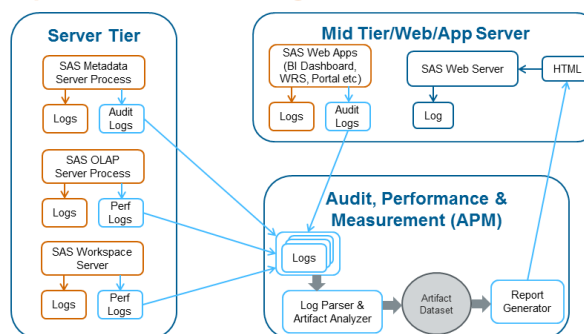 Server Tier
SAS Metadata
Server Process
Logs
Audit
Logs
SAS OLAP
Server Process
Logs
Perf
Logs
SAS Workspace
Server
Logs
Perf
Logs
Mid Tier/Web/App Server
SAS Web Apps
(BI Dashboard,
WRS, Portal etc)
Logs
Audit
Logs
SAS Web Server
Log
HTML
Audit, Performance &
Measurement (APM)
Logs
Log Parser &
Artifact Analyzer
Artifact
Dataset
Report
Generator